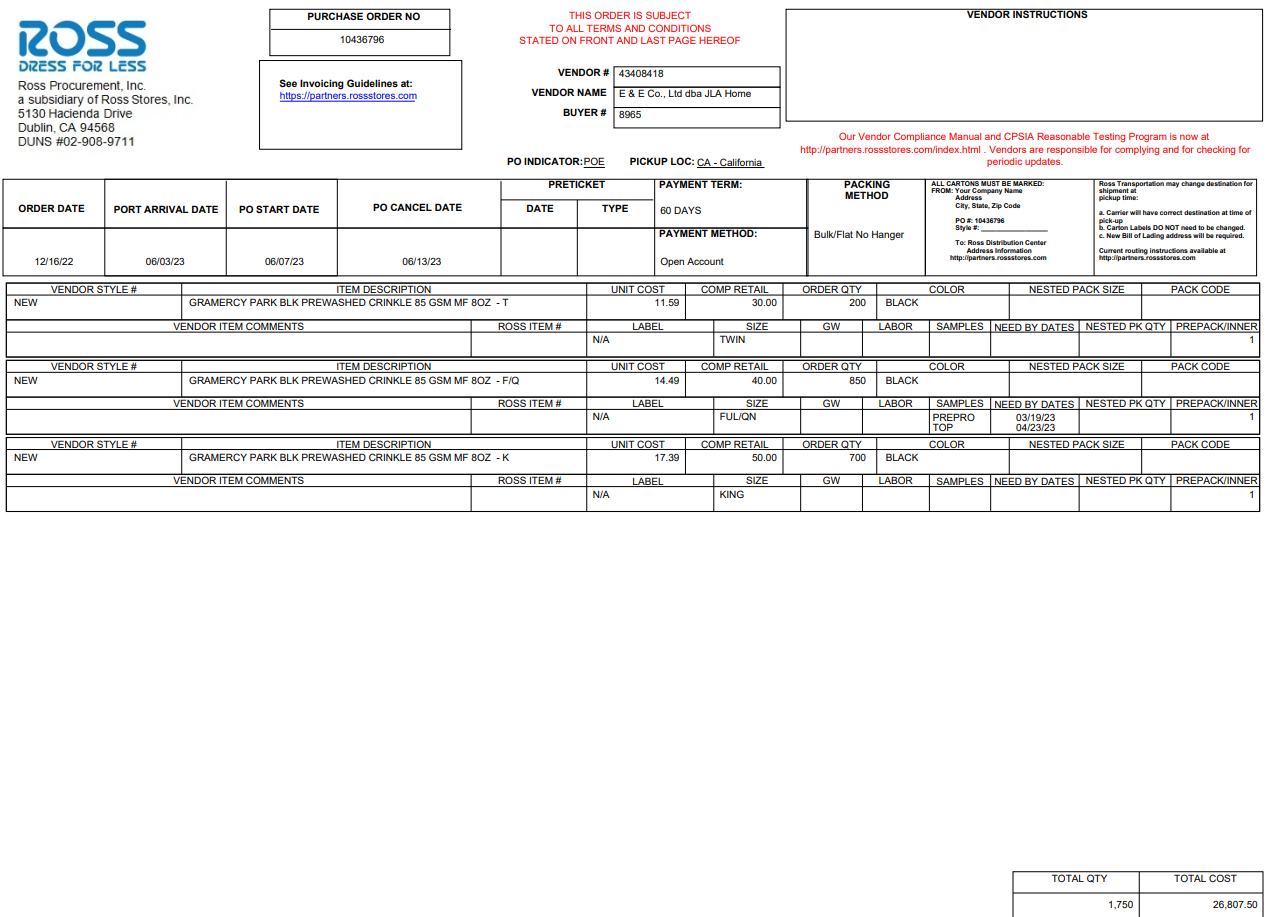 ROSS
DRESS FOR LESS
Ross Procurement, Inc.
a subsidiary of Ross Stores, Inc.
5130 Hacienda Drive
Dublin, CA 94568
DUNS #02-908-9711
PURCHASE ORDER NO
10436796
See Invoicing Guidelines at:
https://partners.rossstores.com
THIS ORDER IS SUBJECT
TO ALL TERMS AND CONDITIONS
STATED ON FRONT AND LAST PAGE HEREOF
VENDOR # 43408418
VENDOR NAME E & E Co., Ltd dba JLA Home
BUYER # 8965
PO INDICATOR: POE PICKUP LOC: CA - California
VENDOR INSTRUCTIONS
Our Vendor Compliance Manual and CPSIA Reasonable Testing Program is now at
http://partners.rossstores.com/index.html . Vendors are responsible for complying and for checking for
periodic updates.
ORDER DATE PORT ARRIVAL DATE PO START DATE PO CANCEL DATE
12/16/22 06/03/23 06/07/23 06/13/23
PRETICKET
DATE TYPE
PAYMENT TERM:
60 DAYS
PAYMENT METHOD:
Open Account
PACKING
METHOD
Bulk/Flat No Hanger
ALL CARTONS MUST BE MARKED:
FROM: Your Company Name
Address
City, State, Zip Code
PO #: 10436796
Style #: ____________________
To: Ross Distribution Center
Address Information
http://partners.rossstores.com
Ross Transportation may change destination for
shipment at
pickup time:
a. Carrier will have correct destination at time of
pick-up
b. Carton Labels DO NOT need to be changed.
c. New Bill of Lading address will be required.
Current routing instructions available at
http://partners.rossstores.com
VENDOR STYLE # ITEM DESCRIPTION UNIT COST COMP RETAIL ORDER QTY COLOR NESTED PACK SIZE PACK CODE
NEW GRAMERCY PARK BLK PREWASHED CRINKLE 85 GSM MF 8OZ - T 11.59 30.00 200 BLACK
VENDOR ITEM COMMENTS ROSS ITEM # LABEL SIZE GW LABOR SAMPLES NEED BY DATES NESTED PK QTY PREPACK/INNER
N/A TWIN 1
VENDOR STYLE # ITEM DESCRIPTION UNIT COST COMP RETAIL ORDER QTY COLOR NESTED PACK SIZE PACK CODE
NEW GRAMERCY PARK BLK PREWASHED CRINKLE 85 GSM MF 8OZ - F/Q 14.49 40.00 850 BLACK
VENDOR ITEM COMMENTS ROSS ITEM # LABEL SIZE GW LABOR SAMPLES NEED BY DATES NESTED PK QTY PREPACK/INNER
N/A FUL/QN PREPRO 03/19/23 1
TOP 04/23/23
VENDOR STYLE # ITEM DESCRIPTION UNIT COST COMP RETAIL ORDER QTY COLOR NESTED PACK SIZE PACK CODE
NEW GRAMERCY PARK BLK PREWASHED CRINKLE 85 GSM MF 8OZ - K 17.39 50.00 700 BLACK
VENDOR ITEM COMMENTS ROSS ITEM # LABEL SIZE GW LABOR SAMPLES NEED BY DATES NESTED PK QTY PREPACK/INNER
N/A KING 1
TOTAL QTY TOTAL COST
1,750 26,807.50